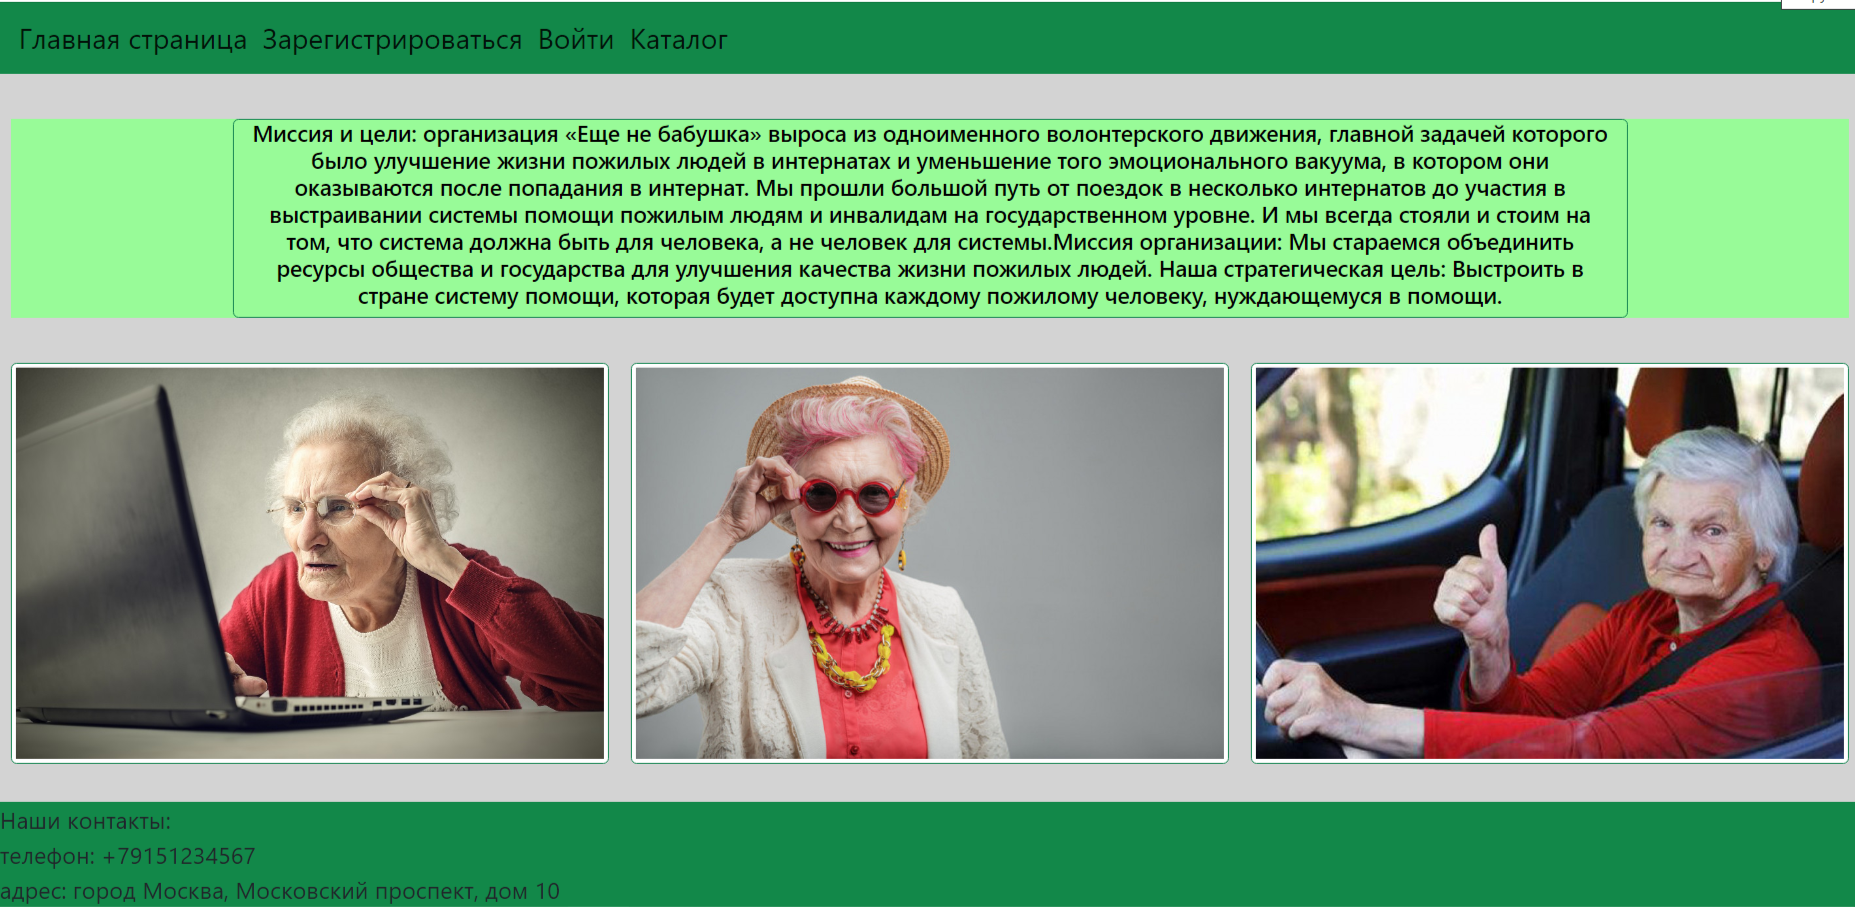 Главная страница Зарегистрироваться Войти Каталог
Миссия и цели: организация «Еще не бабушка» выроса из одноименного волонтерского движения, главной задачей которого
было улучшение жизни пожилых людей в интернатах и уменьшение того эмоционального вакуума, в котором они
оказываются после попадания в интернат. Мы прошли большой путь от поездок в несколько интернатов до участия в
выстраивании системы помощи пожилым людям и инвалидам на государственном уровне. И мы всегда стояли и стоим на
том, что система должна быть для человека, а не человек для системы.Миссия организации: Мы стараемся объединить
ресурсы общества и государства для улучшения качества жизни пожилых людей. Наша стратегическая цель: Выстроить в
стране систему помощи, которая будет доступна каждому пожилому человеку, нуждающемуся в помощи.
Наши контакты:
телефон: +79151234567
адрес: город Москва, Московский проспект, дом 10